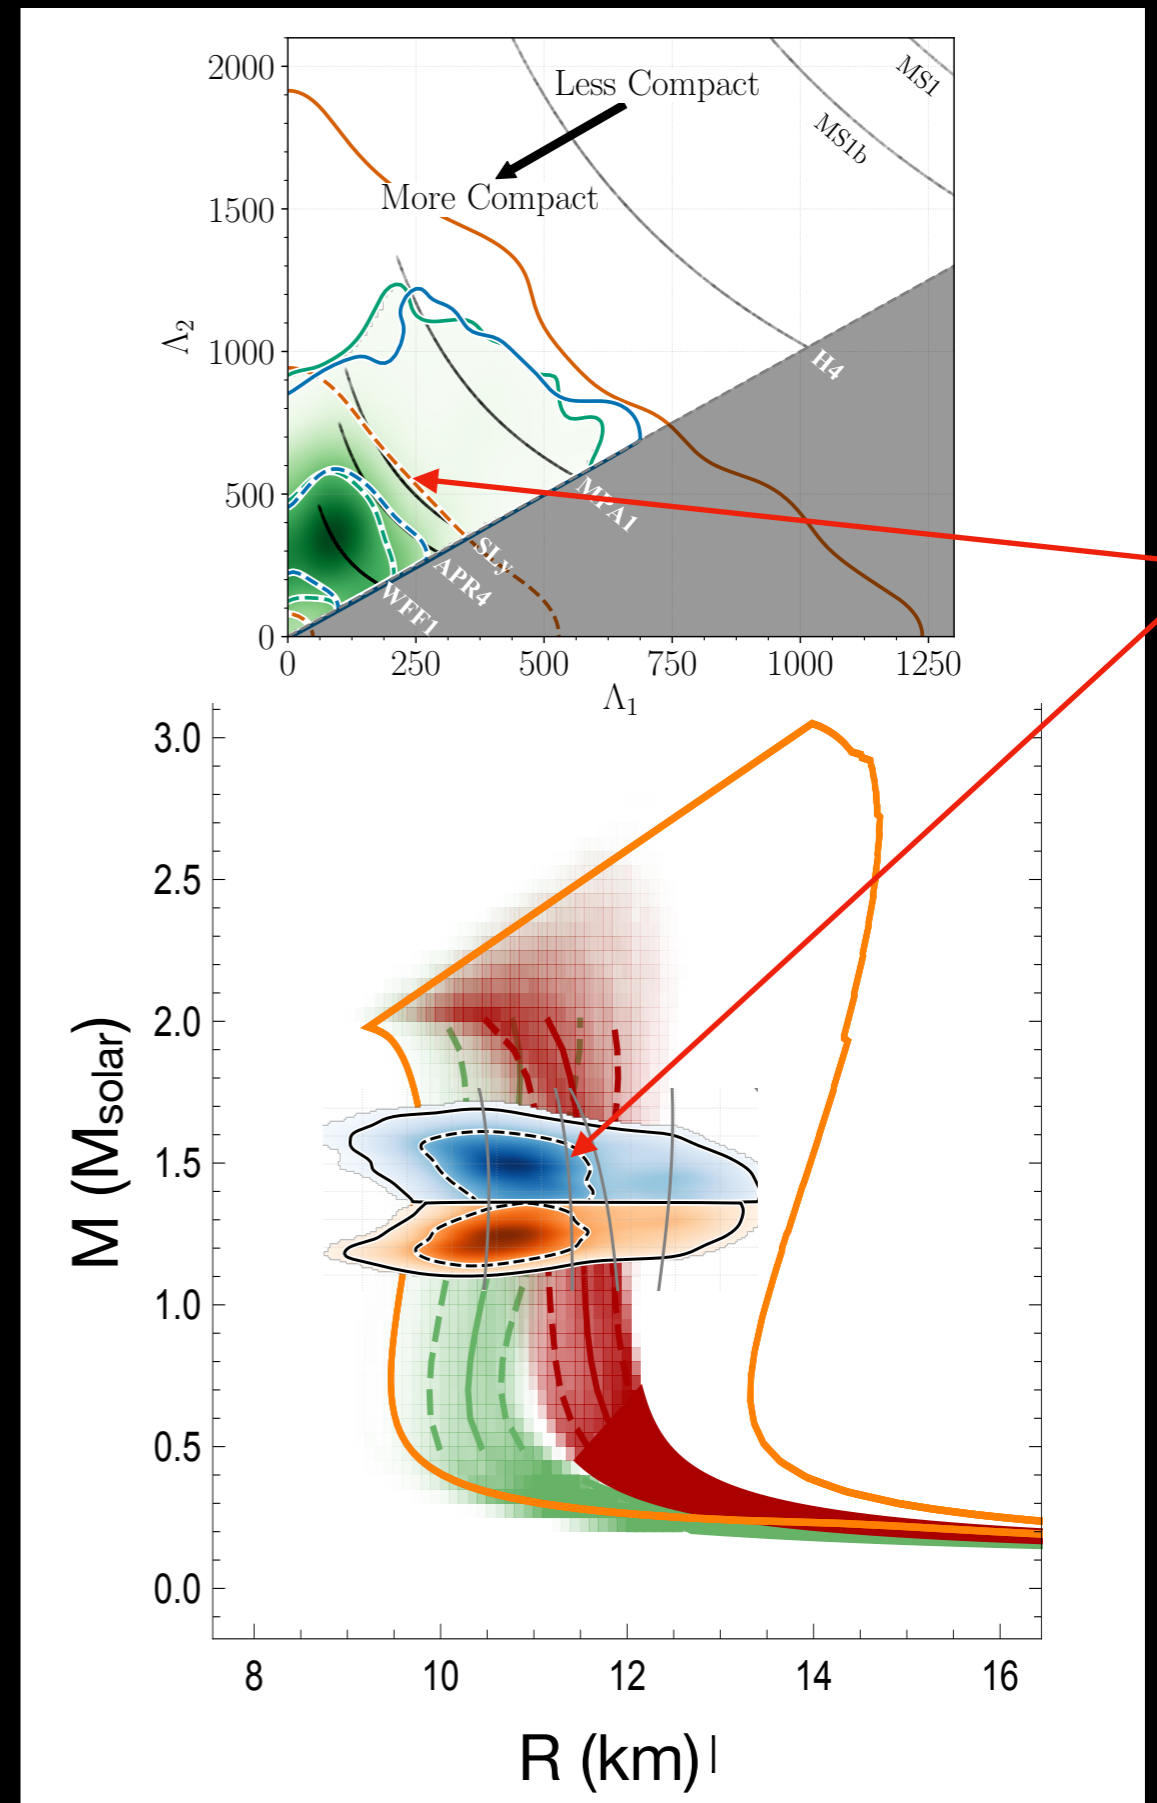 2000
1500
1000
500
0
Λ2
Less Compact
More Compact
MS1
MS1b
H4
MPA1
SLy
APR4
WFF1
0 250 500 750 1000 1250
Λ1
3.0
2.5
2.0
1.5
1.0
0.5
0.0
M (Msolar)
8 10 12 14 16
R (km)